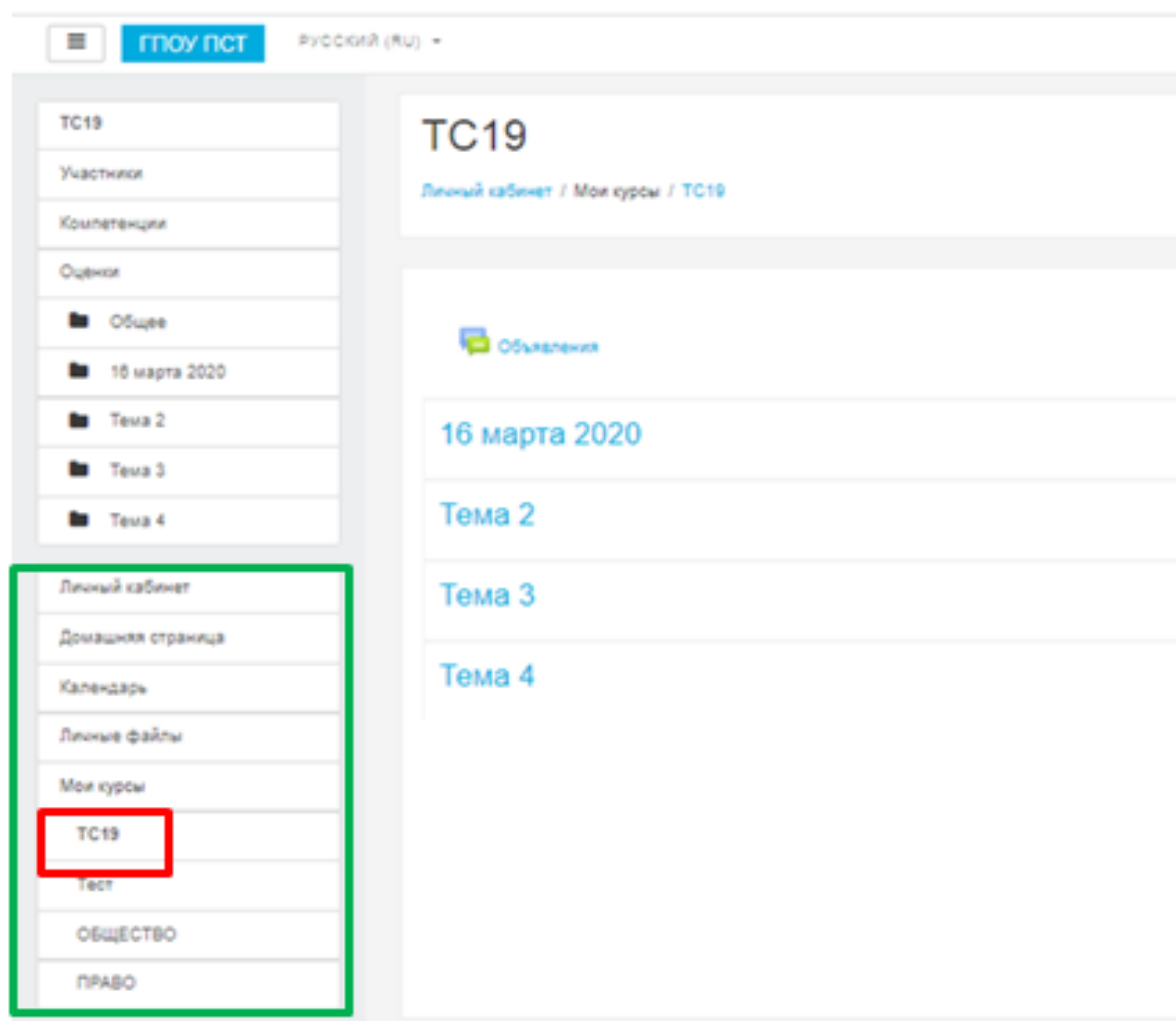 ГПОУ ПСТ
РУССКИЙ (RU)
ТС19
Участники
Компетенции
Оценки
Общее
16 марта 2020
Тема 2
Тема 3
Тема 4
Личный кабинет
Домашняя страница
Календарь
Личные файлы
Мои курсы
ТС19
Тест
ОБЩЕСТВО
ПРАВО
ТС19
Личный кабинет / Мои курсы / ТС19
Объявления
16 марта 2020
Тема 2
Тема 3
Тема 4